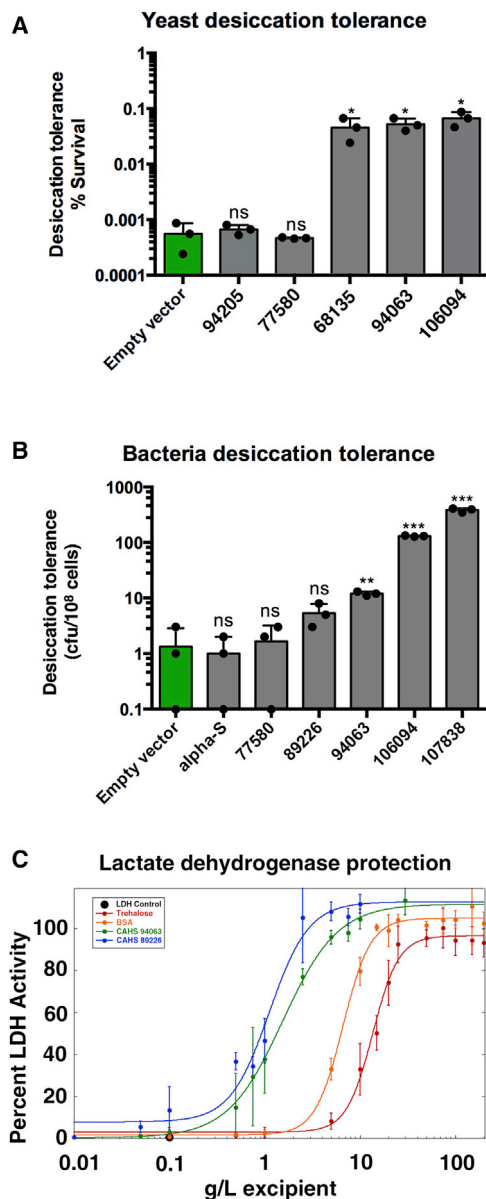 A
Yeast desiccation tolerance
Desiccation tolerance
% Survival
0.1
0.01
0.001
0.0001
ns
ns
*
*
*
Empty vector
94205
77580
68135
94063
106094
B
Bacteria desiccation tolerance
Desiccation tolerance
(cfu/10⁸ cells)
1000
100
10
1
0.1
ns
ns
ns
**
***
***
Empty vector
alpha-S
77580
89226
94063
106094
107838
C
Lactate dehydrogenase protection
Percent LDH Activity
100
80
60
40
20
0
LDH Control
Trehalose
BSA
CAHS 94063
CAHS 89226
0.01
0.1
1
10
100
g/L excipient